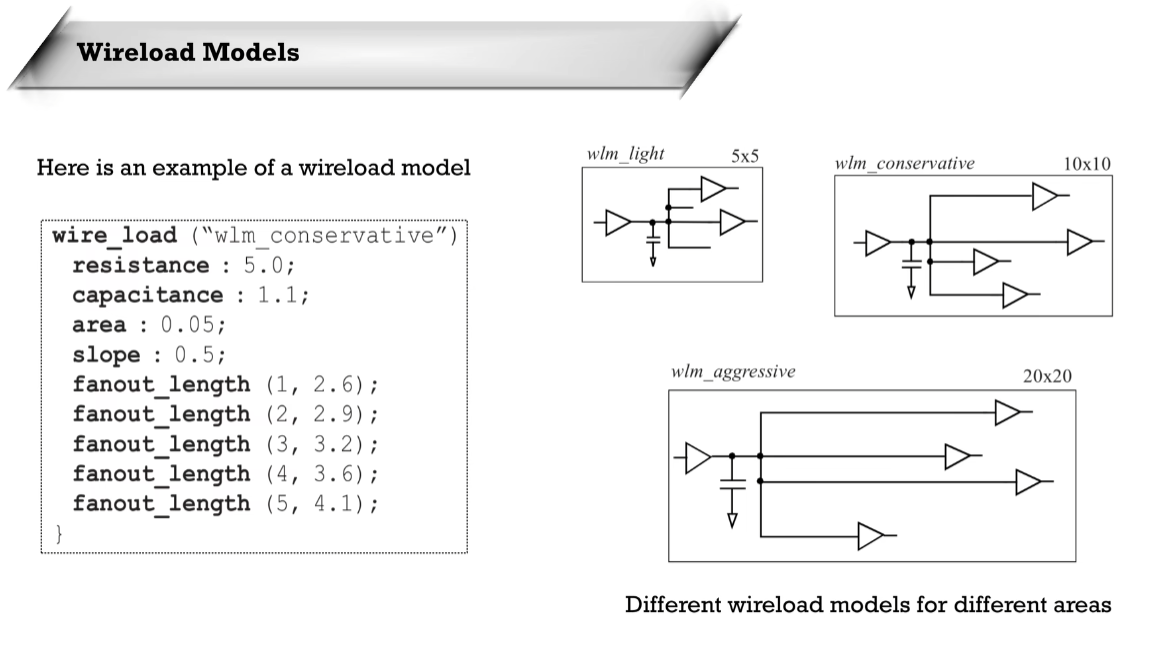 Wireload Models
Here is an example of a wireload model
wire_load (“wlm_conservative”)
resistance : 5.0;
capacitance : 1.1;
area : 0.05;
slope : 0.5;
fanout_length (1, 2.6);
fanout_length (2, 2.9);
fanout_length (3, 3.2);
fanout_length (4, 3.6);
fanout_length (5, 4.1);
}
wlm_light 5x5
wlm_conservative 10x10
wlm_aggressive 20x20
Different wireload models for different areas